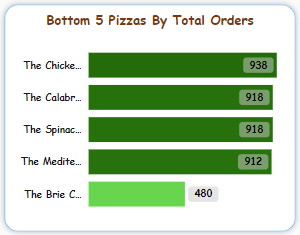 Bottom 5 Pizzas By Total Orders
The Chicke... 938
The Calabr... 918
The Spinac... 918
The Medite... 912
The Brie C... 480